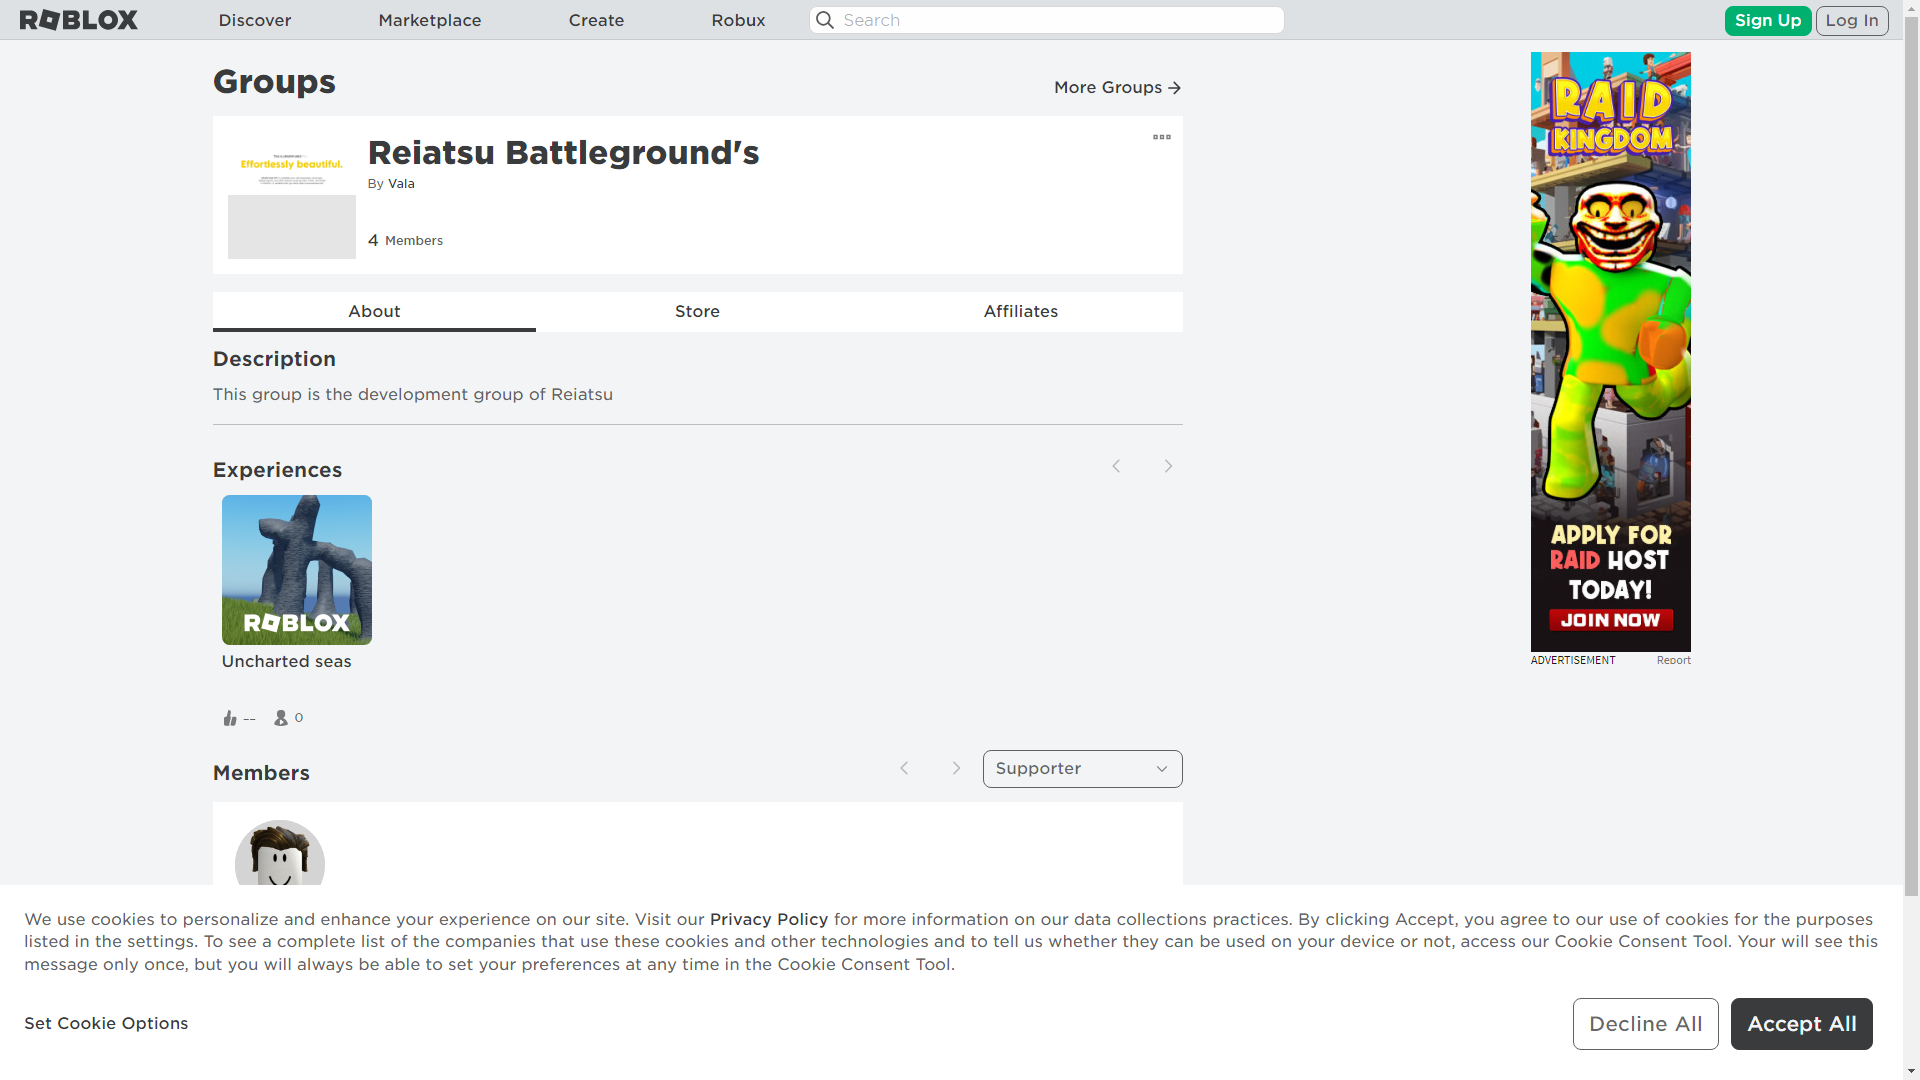 ROBLOX
Discover
Marketplace
Create
Robux
Search
Sign Up
Log In
Groups
More Groups
Effortlessly beautiful.
Reiatsu Battleground's
By Vala
4 Members
About
Store
Affiliates
Description
This group is the development group of Reiatsu
Experiences
ROBLOX
Uncharted seas
--
0
Members
Supporter
RAID
KINGDOM
APPLY FOR
RAID HOST
TODAY!
JOIN NOW
ADVERTISEMENT
Report
We use cookies to personalize and enhance your experience on our site. Visit our Privacy Policy for more information on our data collections practices. By clicking Accept, you agree to our use of cookies for the purposes
listed in the settings. To see a complete list of the companies that use these cookies and other technologies and to tell us whether they can be used on your device or not, access our Cookie Consent Tool. Your will see this
message only once, but you will always be able to set your preferences at any time in the Cookie Consent Tool.
Set Cookie Options
Decline All
Accept All